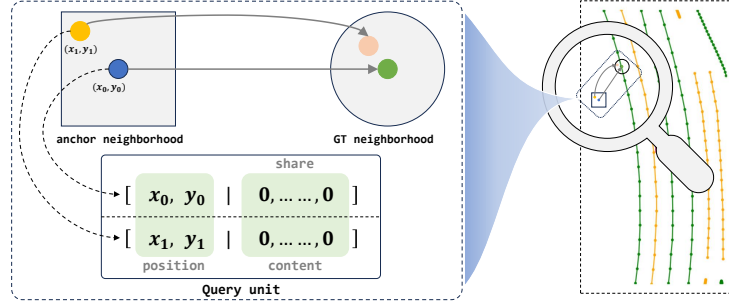 (x₁,y₁)
(x₀,y₀)
anchor neighborhood
GT neighborhood
share
[ x₀, y₀ | 0, ... ..., 0 ]
[ x₁, y₁ | 0, ... ..., 0 ]
position
content
Query unit